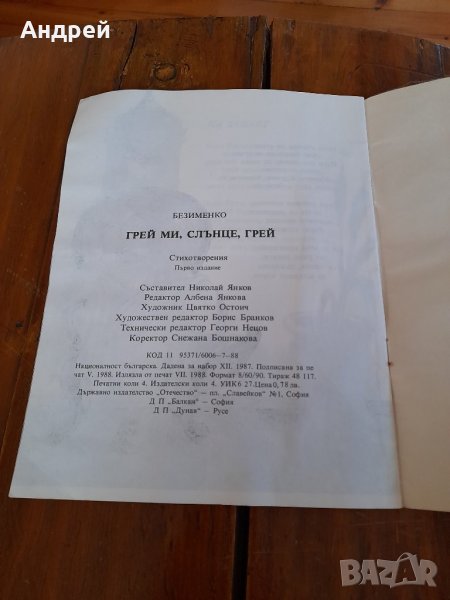 Андрей
БЕЗИМЕНКО
ГРЕЙ МИ, СЛЪНЦЕ, ГРЕЙ
Стихотворения
Първо издание
Съставител Николай Янков
Редактор Албена Янкова
Художник Цвятко Остоич
Художествен редактор Борис Бранков
Технически редактор Георги Нецов
Коректор Снежана Бошнакова
КОД 11 95371/6006—7—88
Националност българска. Дадена за набор XII. 1987. Подписана за пе
чат V. 1988. Излязла от печат VII. 1988. Формат 8/60/90. Тираж 48 117.
Печатни коли 4. Издателски коли 4. УИК6 27. Цена 0,78 лв.
Държавно издателство „Отечество“ — пл. „Славейков“ №1, София
Д П „Балкан“ — София
Д П „Дунав“ — Русе
BAZAR